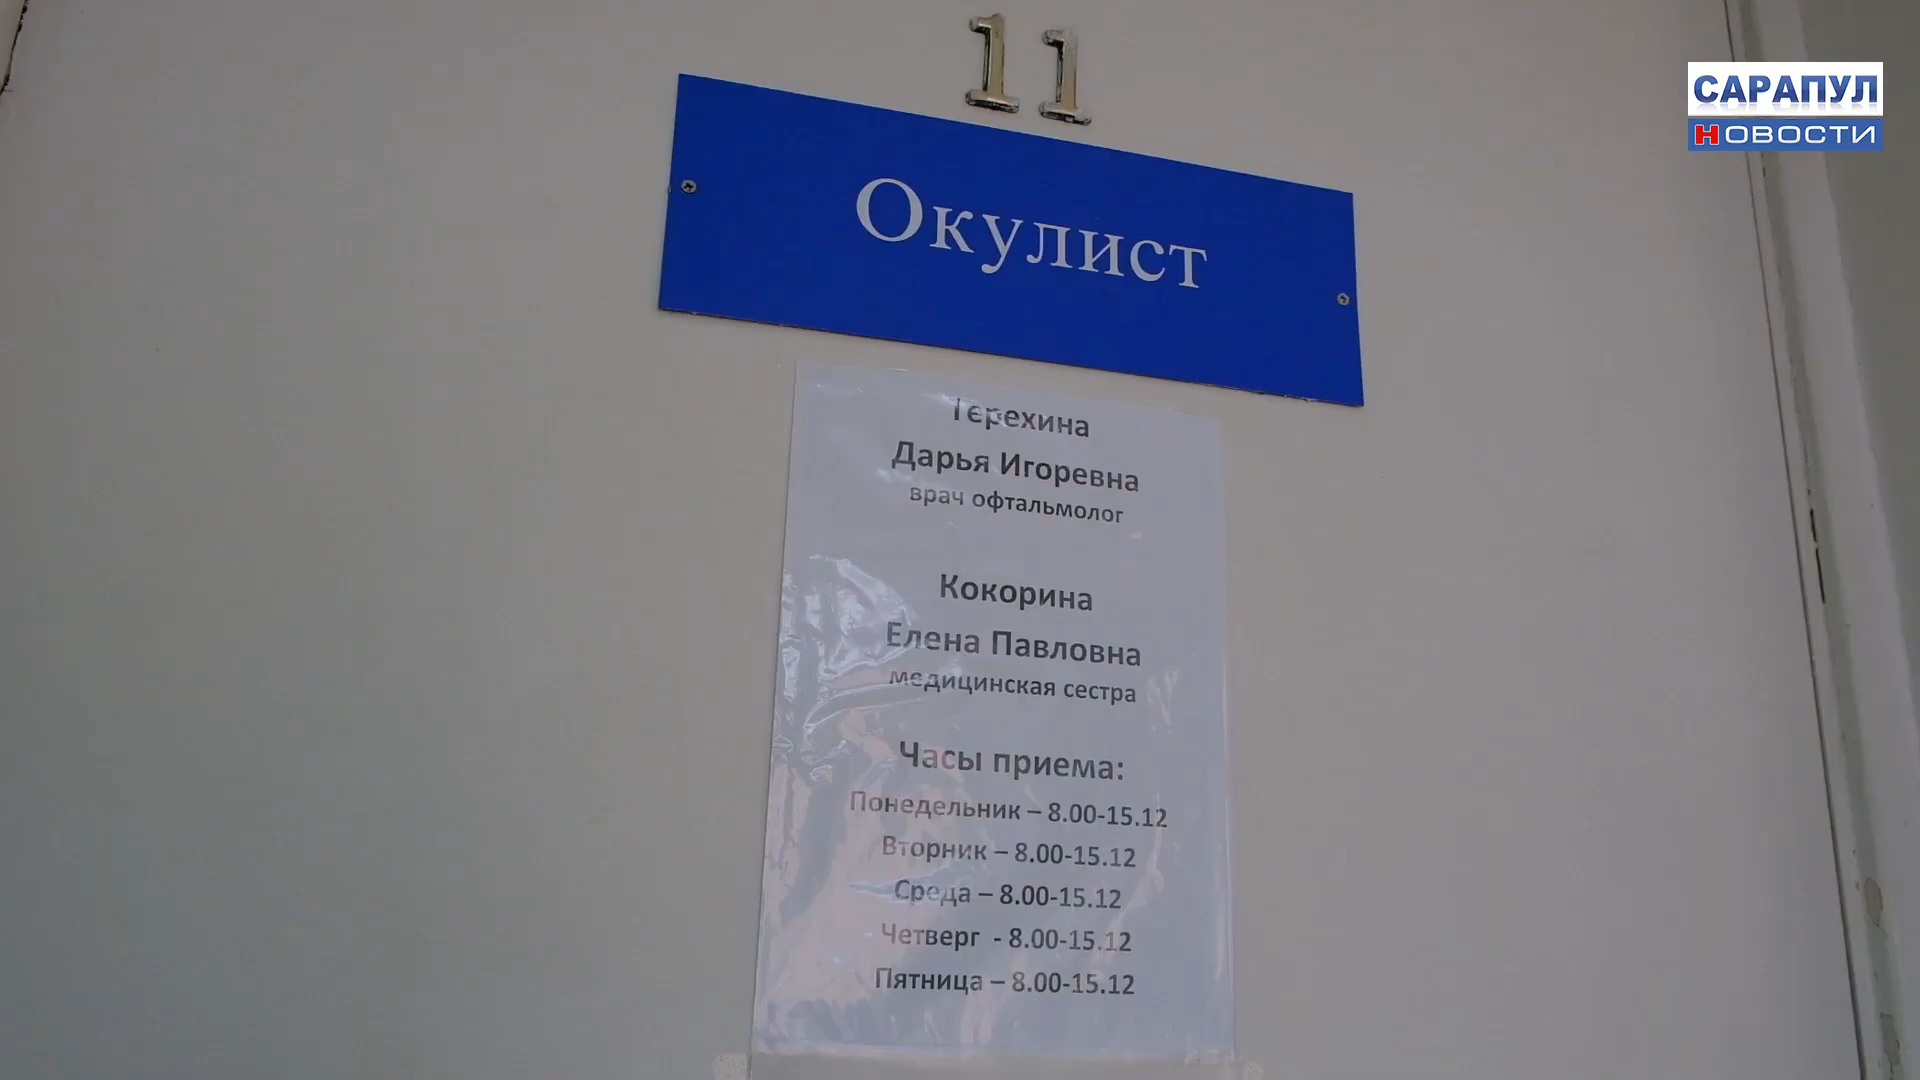 11
САРАПУЛ
НОВОСТИ
Окулист
Терехина
Дарья Игоревна
врач офтальмолог
Кокорина
Елена Павловна
медицинская сестра
Часы приема:
Понедельник – 8.00-15.12
Вторник – 8.00-15.12
Среда – 8.00-15.12
Четверг - 8.00-15.12
Пятница – 8.00-15.12